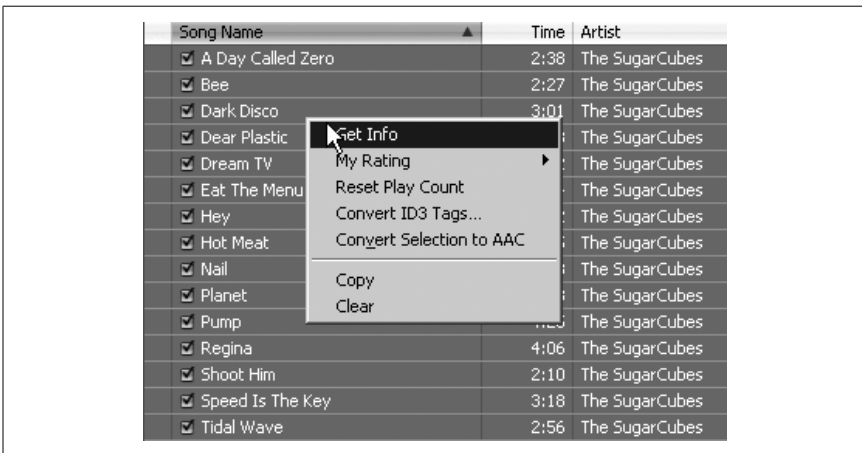 Song Name Time Artist
A Day Called Zero 2:38 The SugarCubes
Bee 2:27 The SugarCubes
Dark Disco 3:01 The SugarCubes
Dear Plastic The SugarCubes
Dream TV The SugarCubes
Eat The Menu The SugarCubes
Hey The SugarCubes
Hot Meat The SugarCubes
Nail The SugarCubes
Planet The SugarCubes
Pump The SugarCubes
Regina 4:06 The SugarCubes
Shoot Him 2:10 The SugarCubes
Speed Is The Key 3:18 The SugarCubes
Tidal Wave 2:56 The SugarCubes
Get Info
My Rating
Reset Play Count
Convert ID3 Tags...
Convert Selection to AAC
Copy
Clear